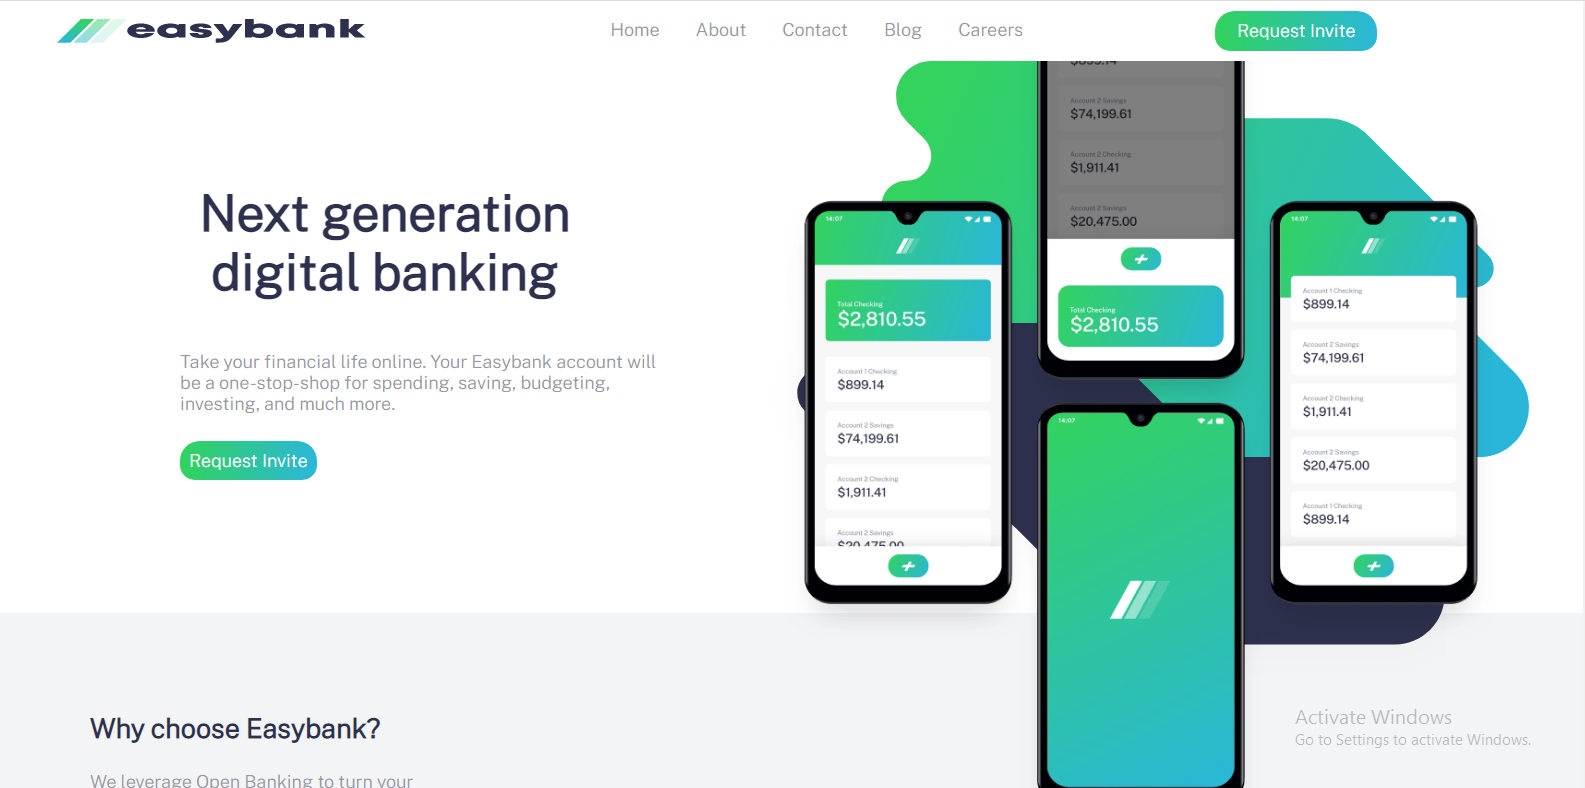 easybank
Home About Contact Blog Careers
Request Invite
Next generation
digital banking
Take your financial life online. Your Easybank account will
be a one-stop-shop for spending, saving, budgeting,
investing, and much more.
Request Invite
14:07
Total Checking
$2,810.55
Account 1 Checking
$899.14
Account 2 Savings
$74,199.61
Account 2 Checking
$1,911.41
Account 2 Savings
$20,475.00
$899.14
Account 2 Savings
$74,199.61
Account 2 Checking
$1,911.41
Account 2 Savings
$20,475.00
Total Checking
$2,810.55
14:07
14:07
Account 1 Checking
$899.14
Account 2 Savings
$74,199.61
Account 2 Checking
$1,911.41
Account 2 Savings
$20,475.00
Account 1 Checking
$899.14
Why choose Easybank?
We leverage Open Banking to turn your
Activate Windows
Go to Settings to activate Windows.